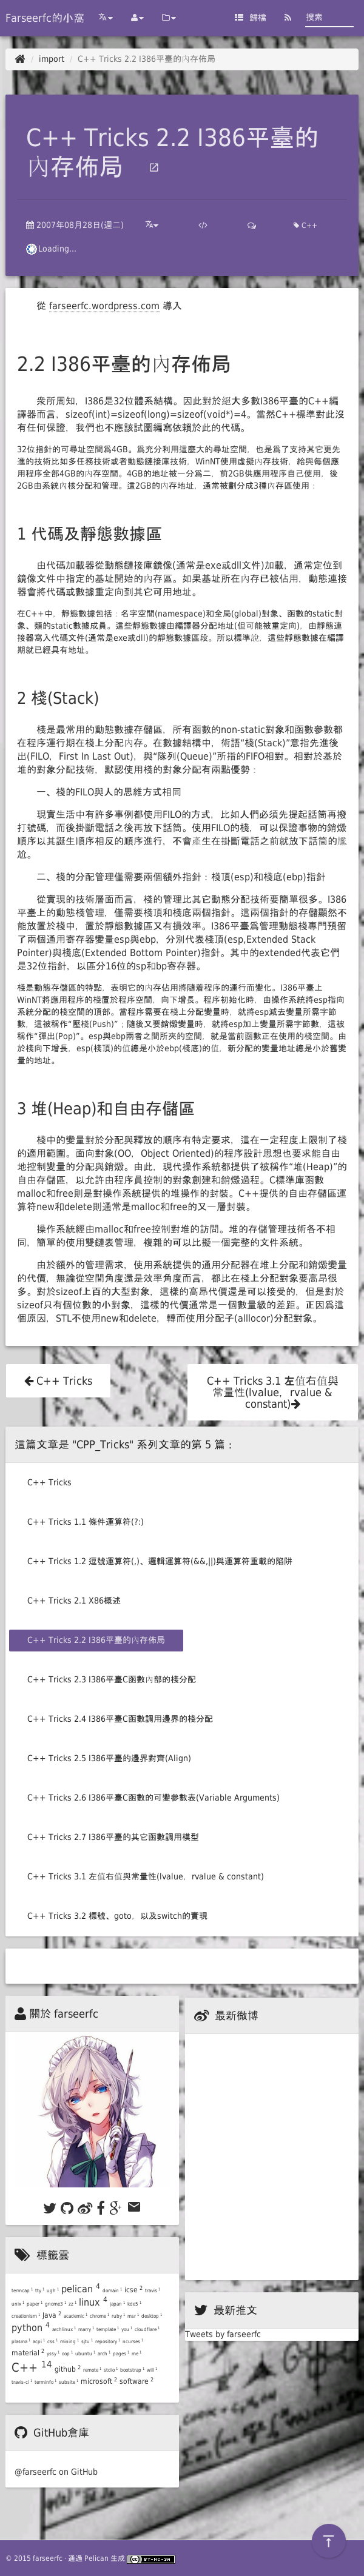 Farseerfc的小窩
歸檔
搜索
import / C++ Tricks 2.2 I386平臺的內存佈局
C++ Tricks 2.2 I386平臺的
內存佈局
2007年08月28日(週二)
C++
Loading...
從 farseerfc.wordpress.com 導入
2.2 I386平臺的內存佈局
衆所周知，I386是32位體系結構。因此對於絕大多數I386平臺的C++編
譯器而言，sizeof(int)=sizeof(long)=sizeof(void*)=4。當然C++標準對此沒
有任何保證，我們也不應該試圖編寫依賴於此的代碼。
32位指針的可尋址空間爲4GB。爲充分利用這麼大的尋址空間，也是爲了支持其它更先
進的技術比如多任務技術或者動態鏈接庫技術，WinNT使用虛擬內存技術，給與每個應
用程序全部4GB的內存空間。4GB的地址被一分爲二，前2GB供應用程序自己使用，後
2GB由系統內核分配和管理。這2GB的內存地址，通常被劃分成3種內存區使用：
1 代碼及靜態數據區
由代碼加載器從動態鏈接庫鏡像(通常是exe或dll文件)加載，通常定位到
鏡像文件中指定的基址開始的內存區。如果基址所在內存已被佔用，動態連接
器會將代碼或數據重定向到其它可用地址。
在C++中，靜態數據包括：名字空間(namespace)和全局(global)對象、函數的static對
象、類的static數據成員。這些靜態數據由編譯器分配地址(但可能被重定向)，由靜態連
接器寫入代碼文件(通常是exe或dll)的靜態數據區段。所以標準說，這些靜態數據在編譯
期就已經具有地址。
2 棧(Stack)
棧是最常用的動態數據存儲區，所有函數的non-static對象和函數參數都
在程序運行期在棧上分配內存。在數據結構中，術語“棧(Stack)”意指先進後
出(FILO，First In Last Out)，與“隊列(Queue)”所指的FIFO相對。相對於基於
堆的對象分配技術，默認使用棧的對象分配有兩點優勢：
一、棧的FILO與人的思維方式相同
現實生活中有許多事例都使用FILO的方式，比如人們必須先提起話筒再撥
打號碼，而後掛斷電話之後再放下話筒。使用FILO的棧，可以保證事物的銷燬
順序以其誕生順序相反的順序進行，不會產生在掛斷電話之前就放下話筒的尷
尬。
二、棧的分配管理僅需要兩個額外指針：棧頂(esp)和棧底(ebp)指針
從實現的技術層面而言，棧的管理比其它動態分配技術要簡單很多。I386
平臺上的動態棧管理，僅需要棧頂和棧底兩個指針。這兩個指針的存儲顯然不
能放置於棧中，置於靜態數據區又有損效率。I386平臺爲管理動態棧專門預留
了兩個通用寄存器變量esp與ebp，分別代表棧頂(esp,Extended Stack
Pointer)與棧底(Extended Bottom Pointer)指針。其中的extended代表它們
是32位指針，以區分16位的sp和bp寄存器。
棧是動態存儲區的特點，表明它的內存佔用將隨着程序的運行而變化。I386平臺上
WinNT將應用程序的棧置於程序空間，向下增長。程序初始化時，由操作系統將esp指向
系統分配的棧空間的頂部。當程序需要在棧上分配變量時，就將esp減去變量所需字節
數，這被稱作“壓棧(Push)”；隨後又要銷燬變量時，就將esp加上變量所需字節數，這被
稱作“彈出(Pop)”。esp與ebp兩者之間所夾的空間，就是當前函數正在使用的棧空間。由
於棧向下增長，esp(棧頂)的值總是小於ebp(棧底)的值，新分配的變量地址總是小於舊變
量的地址。
3 堆(Heap)和自由存儲區
棧中的變量對於分配與釋放的順序有特定要求，這在一定程度上限制了棧
的適用範圍。面向對象(OO，Object Oriented)的程序設計思想也要求能自由
地控制變量的分配與銷燬。由此，現代操作系統都提供了被稱作“堆(Heap)”的
自由存儲區，以允許由程序員控制的對象創建和銷燬過程。C標準庫函數
malloc和free則是對操作系統提供的堆操作的封裝。C++提供的自由存儲區運
算符new和delete則通常是malloc和free的又一層封裝。
操作系統經由malloc和free控制對堆的訪問。堆的存儲管理技術各不相
同，簡單的使用雙鏈表管理，複雜的可以比擬一個完整的文件系統。
由於額外的管理需求，使用系統提供的通用分配器在堆上分配和銷燬變量
的代價，無論從空間角度還是效率角度而言，都比在棧上分配對象要高昂很
多。對於sizeof上百的大型對象，這樣的高昂代價還是可以接受的，但是對於
sizeof只有個位數的小對象，這樣的代價通常是一個數量級的差距。正因爲這
個原因，STL不使用new和delete，轉而使用分配子(alllocor)分配對象。
C++ Tricks
C++ Tricks 3.1 左值右值與
常量性(lvalue，rvalue &
constant)
這篇文章是 "CPP_Tricks" 系列文章的第 5 篇：
C++ Tricks
C++ Tricks 1.1 條件運算符(?:)
C++ Tricks 1.2 逗號運算符(,)、邏輯運算符(&&,||)與運算符重載的陷阱
C++ Tricks 2.1 X86概述
C++ Tricks 2.2 I386平臺的內存佈局
C++ Tricks 2.3 I386平臺C函數內部的棧分配
C++ Tricks 2.4 I386平臺C函數調用邊界的棧分配
C++ Tricks 2.5 I386平臺的邊界對齊(Align)
C++ Tricks 2.6 I386平臺C函數的可變參數表(Variable Arguments)
C++ Tricks 2.7 I386平臺的其它函數調用模型
C++ Tricks 3.1 左值右值與常量性(lvalue，rvalue & constant)
C++ Tricks 3.2 標號、goto，以及switch的實現
關於 farseerfc
標籤雲
termcap 1 tty 1 ugh 1 pelican 4 domain 1 icse 2 travis 1
unix 1 paper 1 gnome3 1 zz 1 linux 4 japan 1 kde5 1
creationism 1 Java 2 academic 1 chrome 1 ruby 1 msr 1 desktop 1
python 4 archlinux 1 marry 1 template 1 you 1 cloudflare 1
plasma 1 acpi 1 css 1 mining 1 sjtu 1 repository 1 ncurses 1
material 2 jyssy 1 oop 1 ubuntu 1 arch 1 pages 1 me 1
C++ 14 github 2 remote 1 stdio 1 bootstrap 1 will 1
travis-ci 1 terminfo 1 subsite 1 microsoft 2 software 2
GitHub倉庫
@farseerfc on GitHub
最新微博
最新推文
Tweets by farseerfc
© 2015 farseerfc · 通過 Pelican 生成 BY-NC-SA